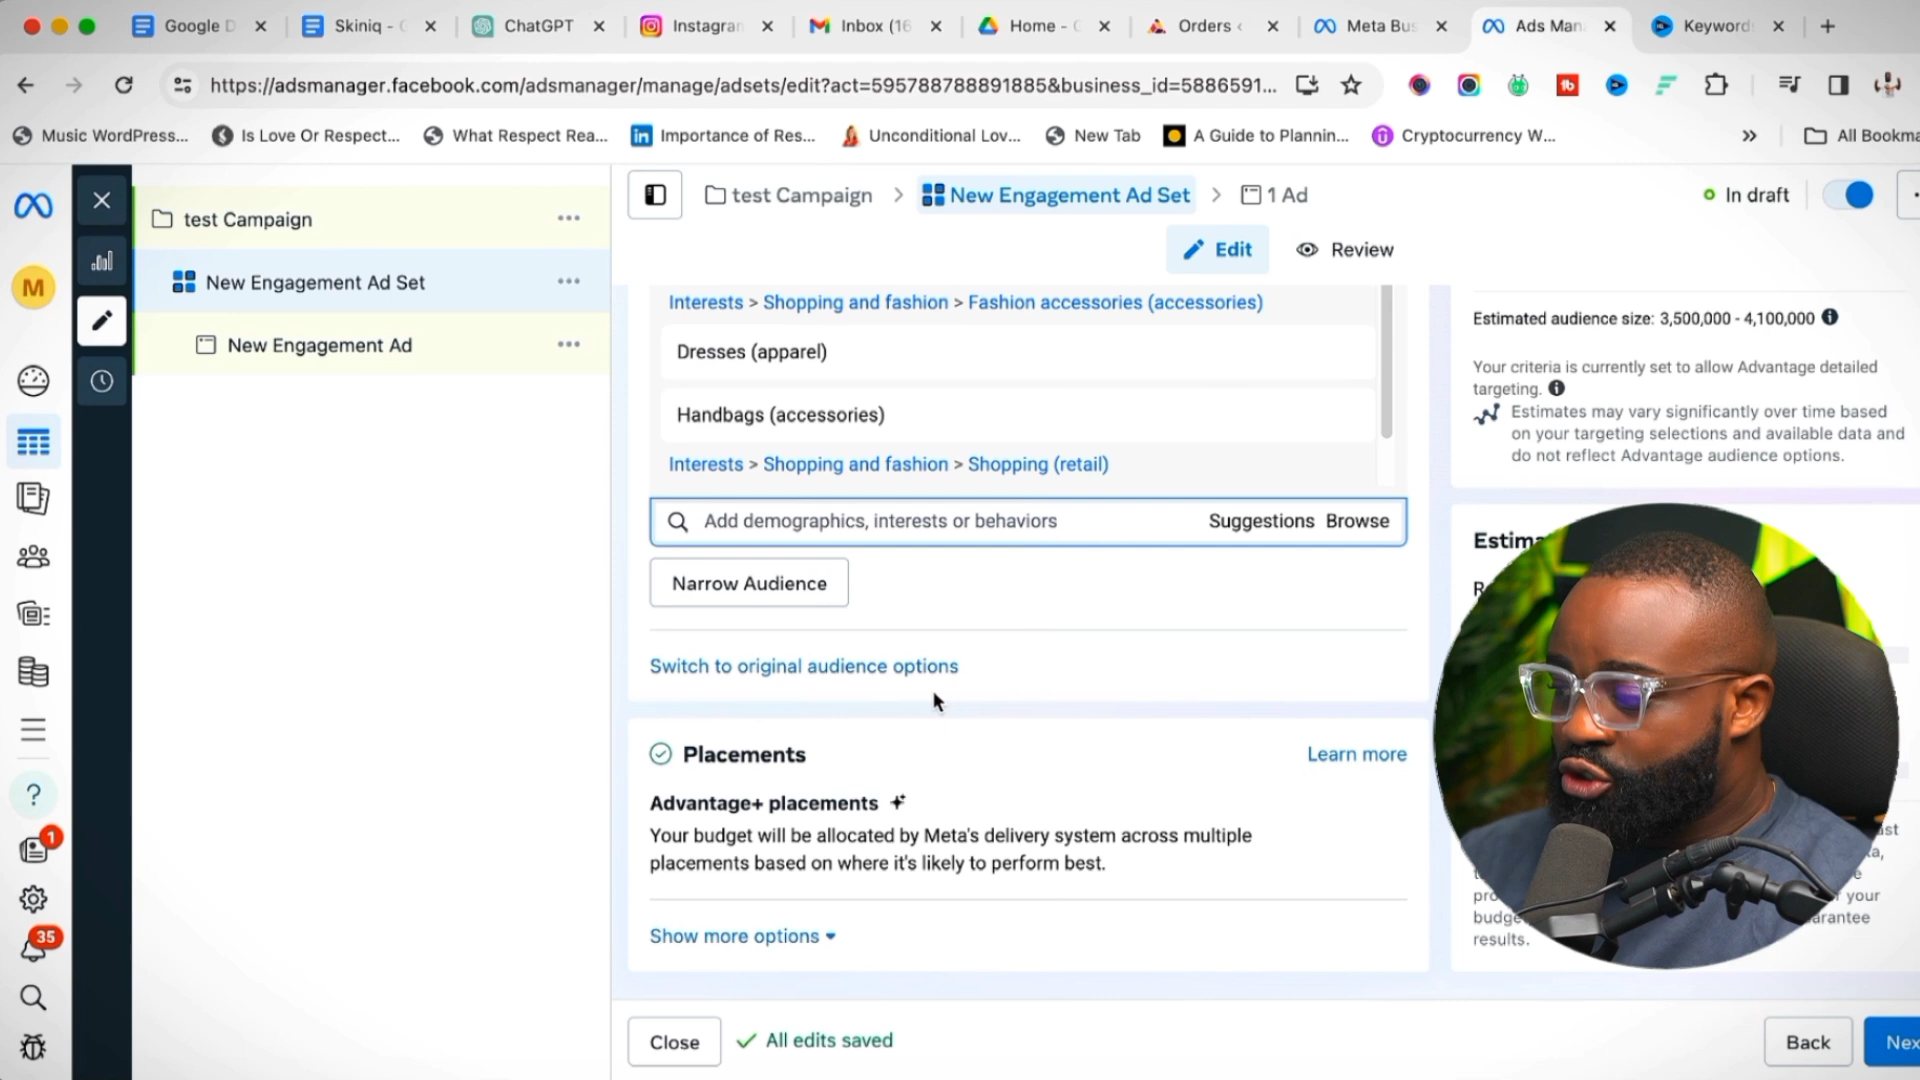 Google D
Skiniq - G
ChatGPT
Instagram
Inbox (16
Home - G
Orders ‹
Meta Bus
Ads Man
Keyword
https://adsmanager.facebook.com/adsmanager/manage/adsets/edit?act=595788788891885&business_id=5886591...
Music WordPress...
Is Love Or Respect...
What Respect Rea...
Importance of Res...
Unconditional Lov...
New Tab
A Guide to Plannin...
Cryptocurrency W...
»
All Bookma
M
?
1
35
test Campaign
New Engagement Ad Set
New Engagement Ad
test Campaign > New Engagement Ad Set > 1 Ad
In draft
Edit
Review
Interests > Shopping and fashion > Fashion accessories (accessories)
Dresses (apparel)
Handbags (accessories)
Interests > Shopping and fashion > Shopping (retail)
Add demographics, interests or behaviors
Suggestions
Browse
Narrow Audience
Switch to original audience options
Placements
Learn more
Advantage+ placements
Your budget will be allocated by Meta's delivery system across multiple
placements based on where it's likely to perform best.
Show more options
Close
All edits saved
Back
Nex
Estimated audience size: 3,500,000 - 4,100,000
Your criteria is currently set to allow Advantage detailed
targeting.
Estimates may vary significantly over time based
on your targeting selections and available data and
do not reflect Advantage audience options.
Estima
your
budge
arantee
results.